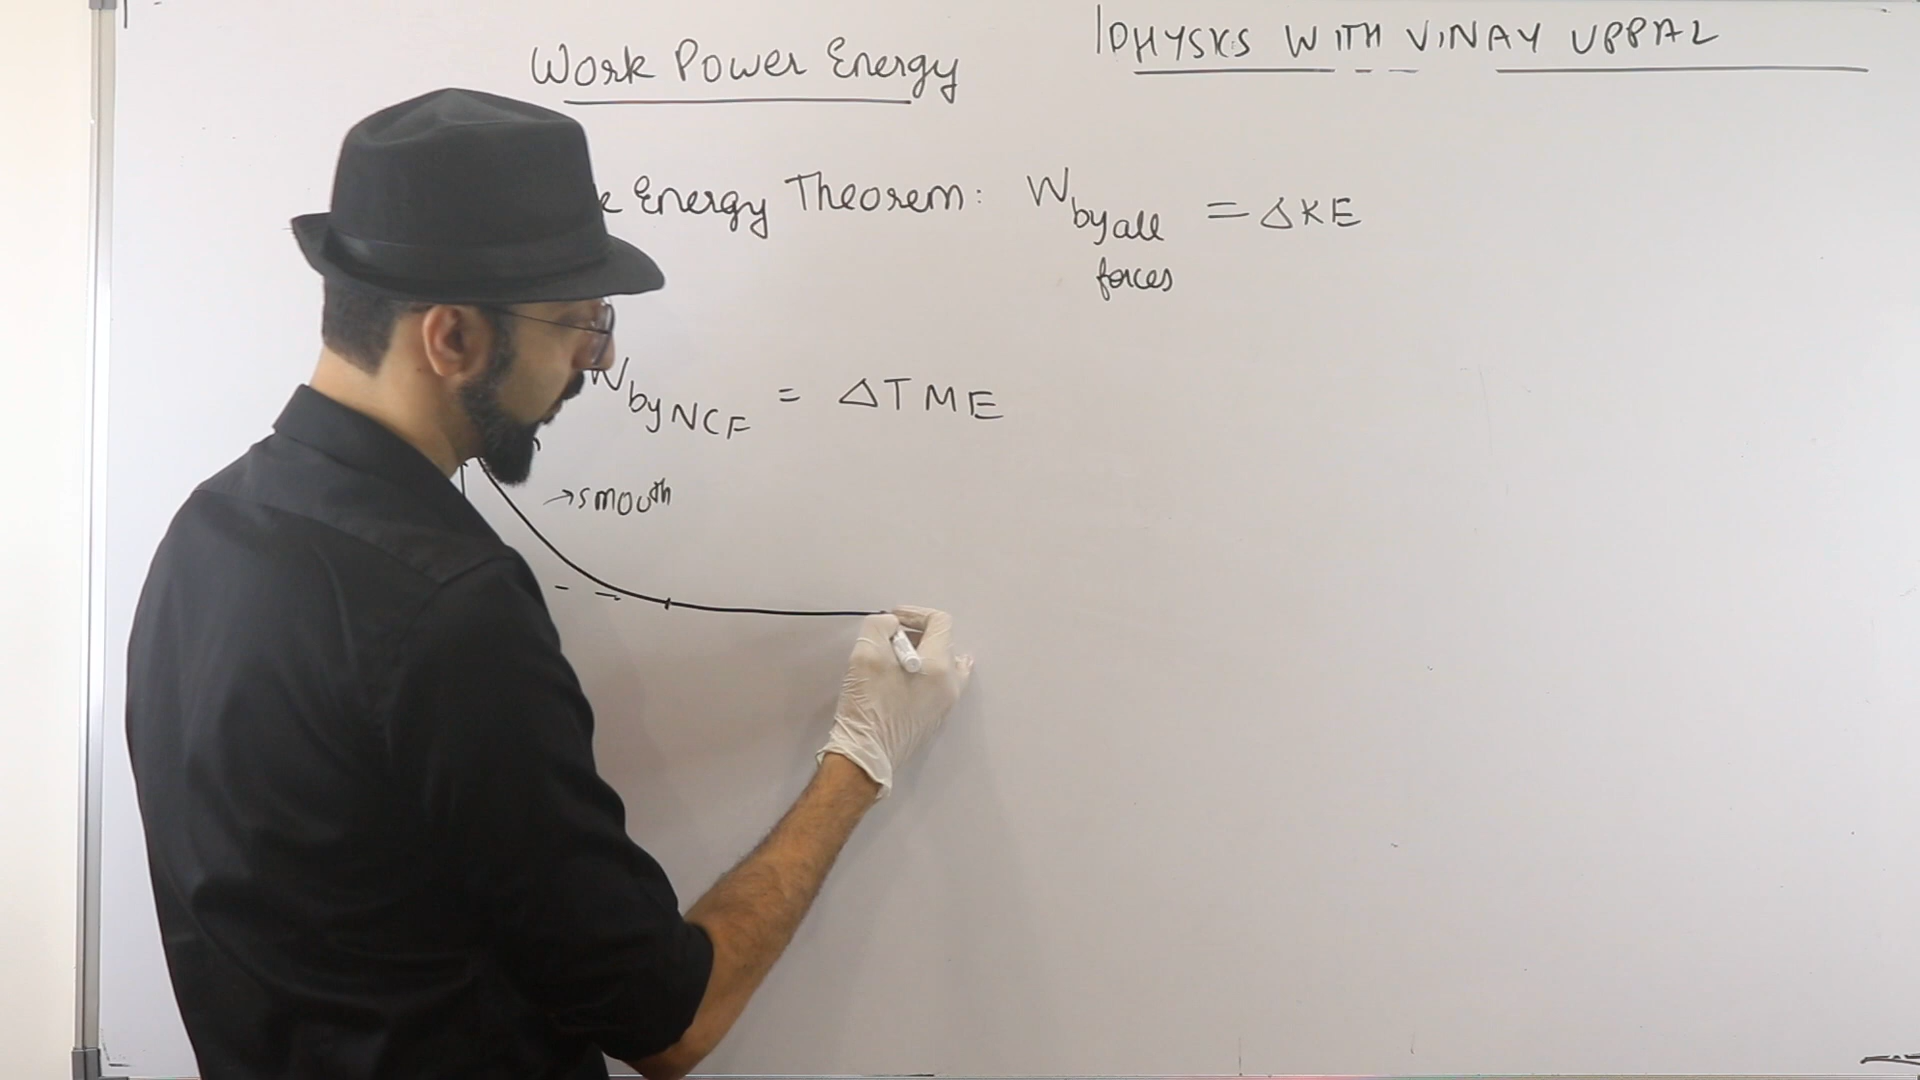 PHYSICS WITH VINAY UPPAL
Work Power Energy
Energy Theorem: W by all forces = ΔKE
W by NCF = ΔTME
→ smooth